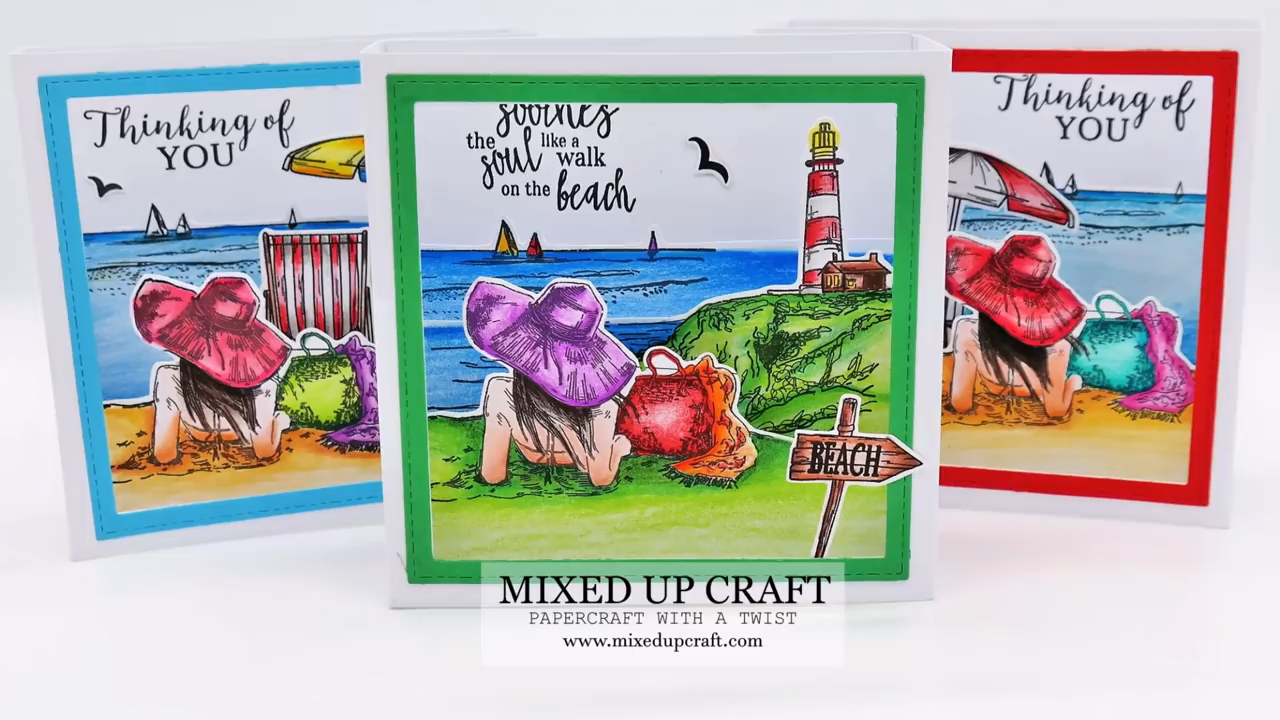 Thinking of
YOU
soothes
the soul like a walk
on the beach
BEACH
Thinking of
YOU
MIXED UP CRAFT
PAPERCRAFT WITH A TWIST
www.mixedupcraft.com